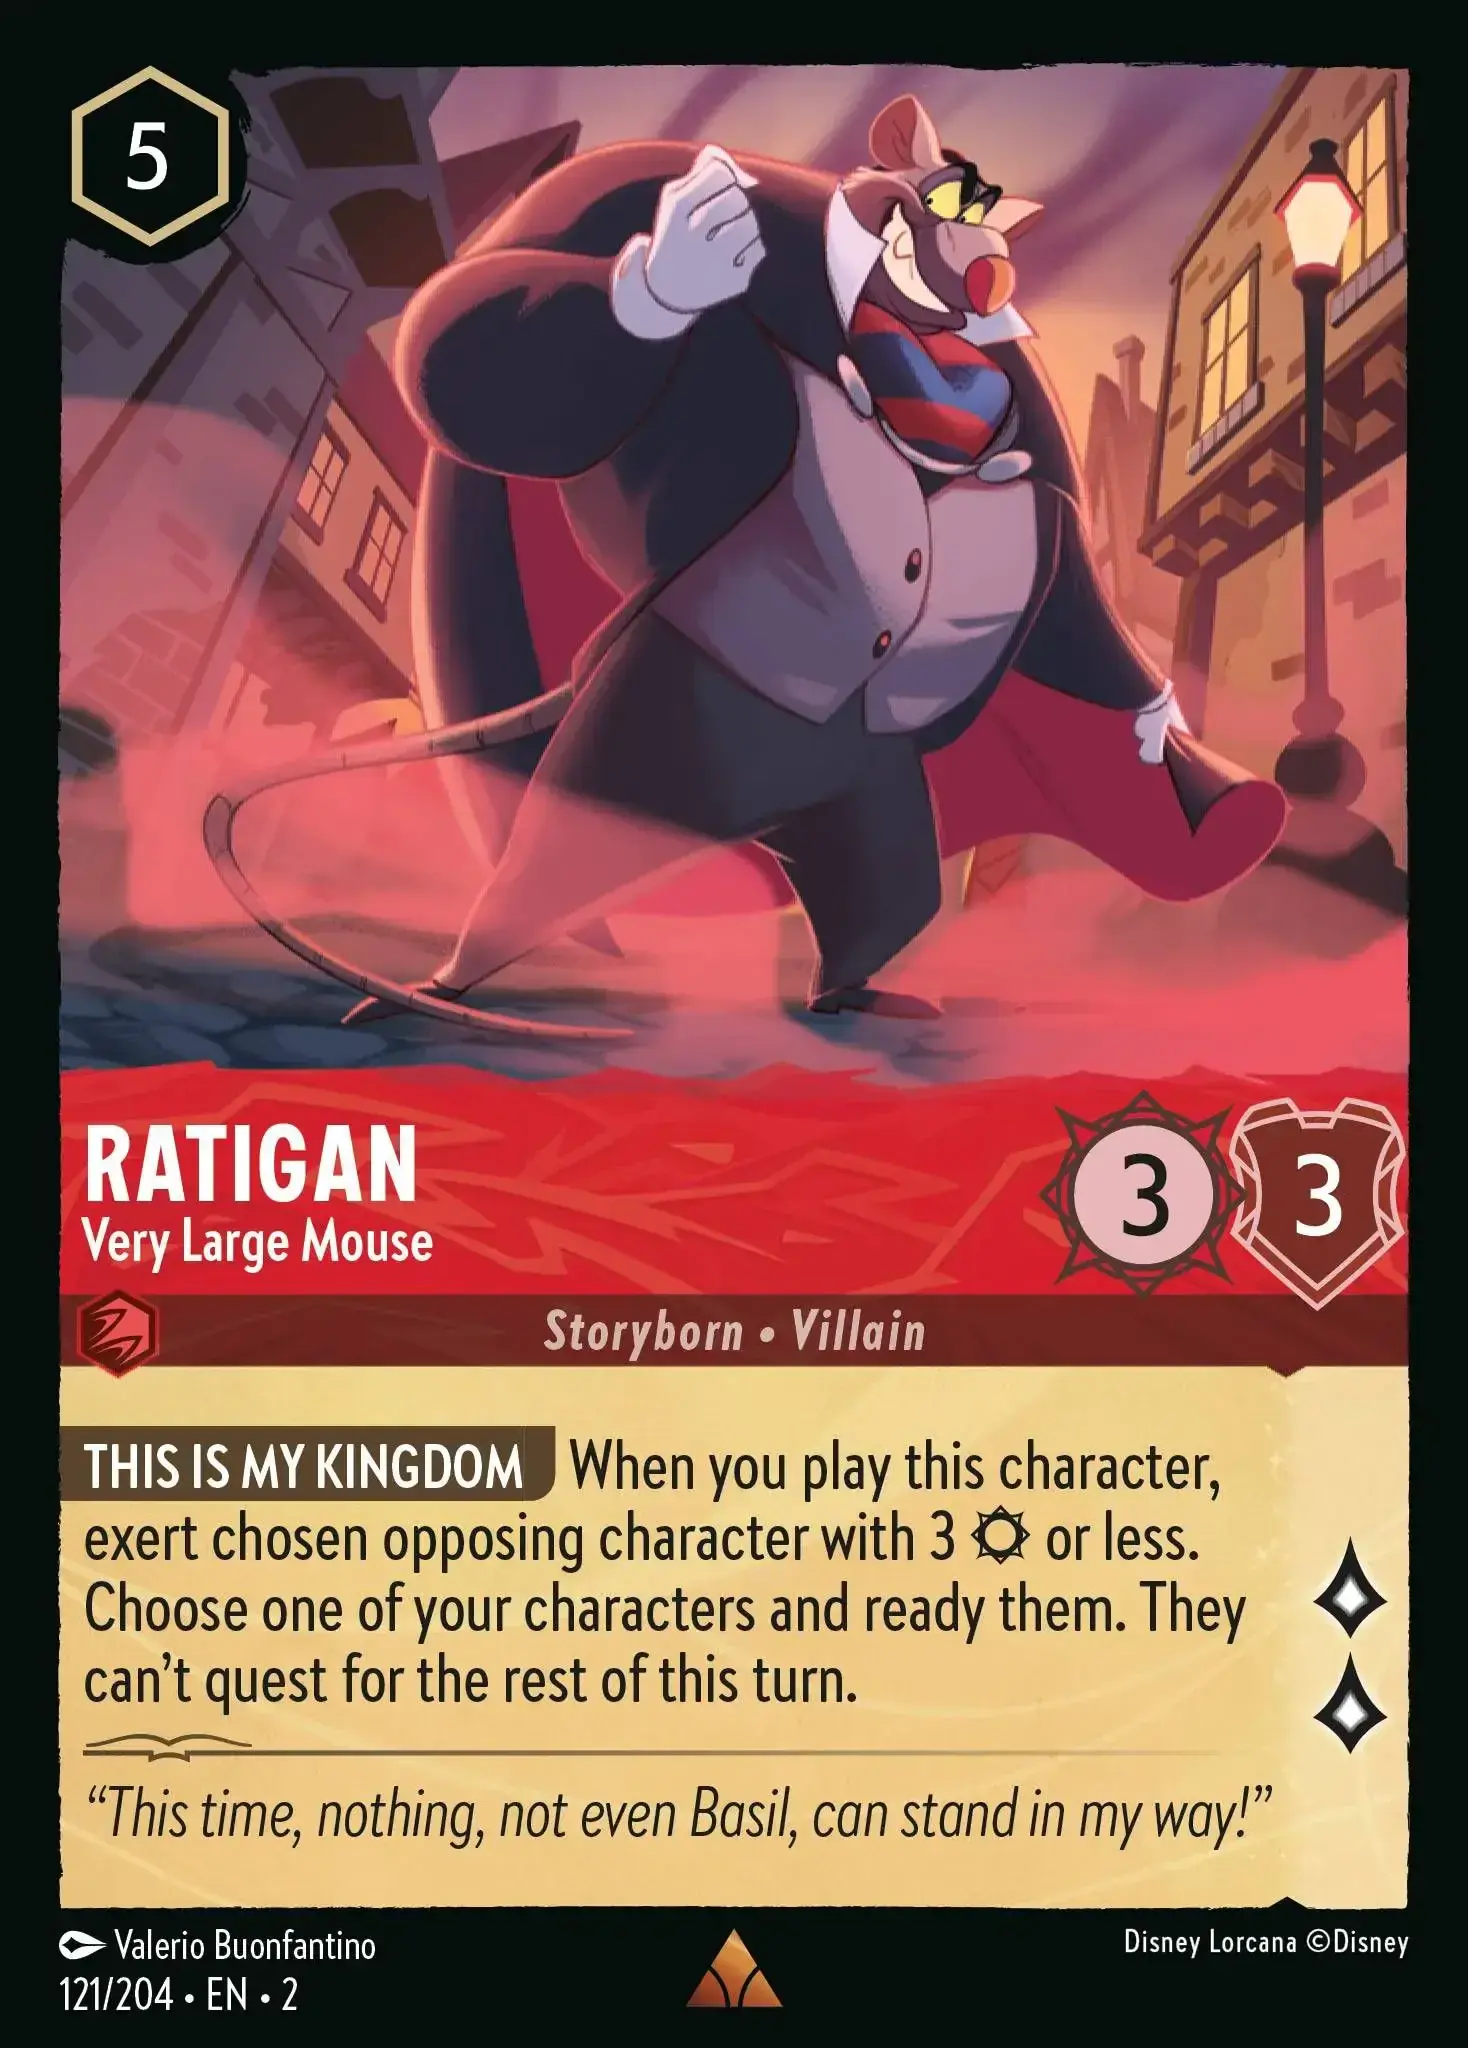 5
RATIGAN
Very Large Mouse
3
3
Storyborn • Villain
THIS IS MY KINGDOM When you play this character,
exert chosen opposing character with 3 or less.
Choose one of your characters and ready them. They
can't quest for the rest of this turn.
“This time, nothing, not even Basil, can stand in my way!”
Valerio Buonfantino
121/204 • EN • 2
Disney Lorcana ©Disney